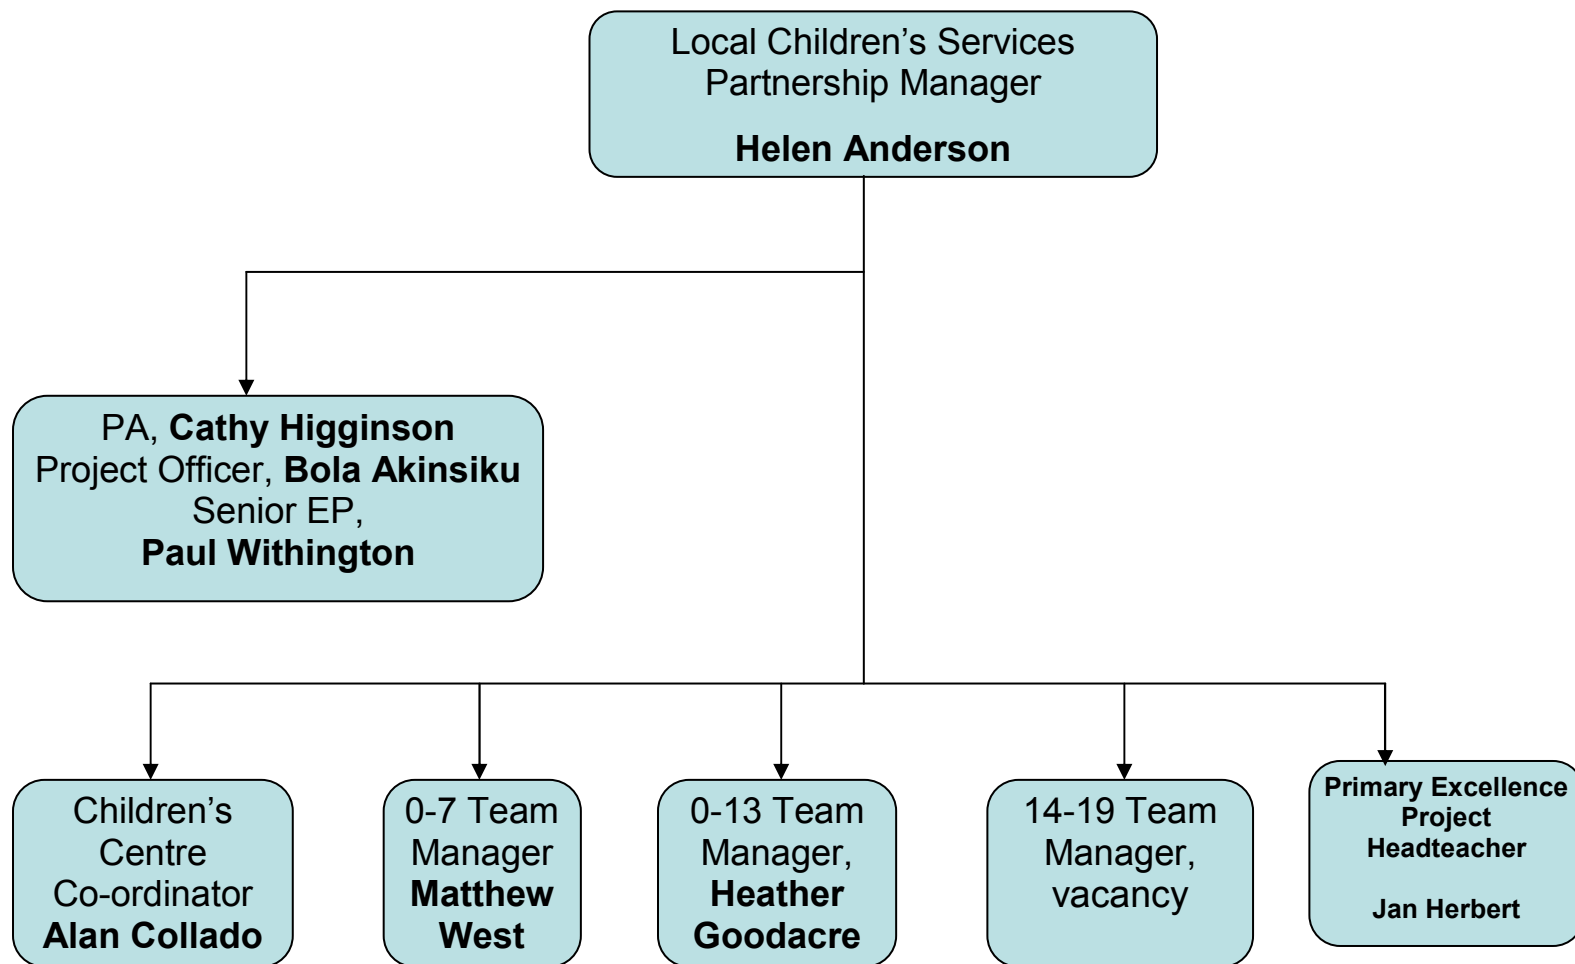 Local Children’s Services
Partnership Manager
Helen Anderson
PA, Cathy Higginson
Project Officer, Bola Akinsiku
Senior EP,
Paul Withington
Children’s
Centre
Co-ordinator
Alan Collado
0-7 Team
Manager
Matthew
West
0-13 Team
Manager,
Heather
Goodacre
14-19 Team
Manager,
vacancy
Primary Excellence
Project
Headteacher
Jan Herbert